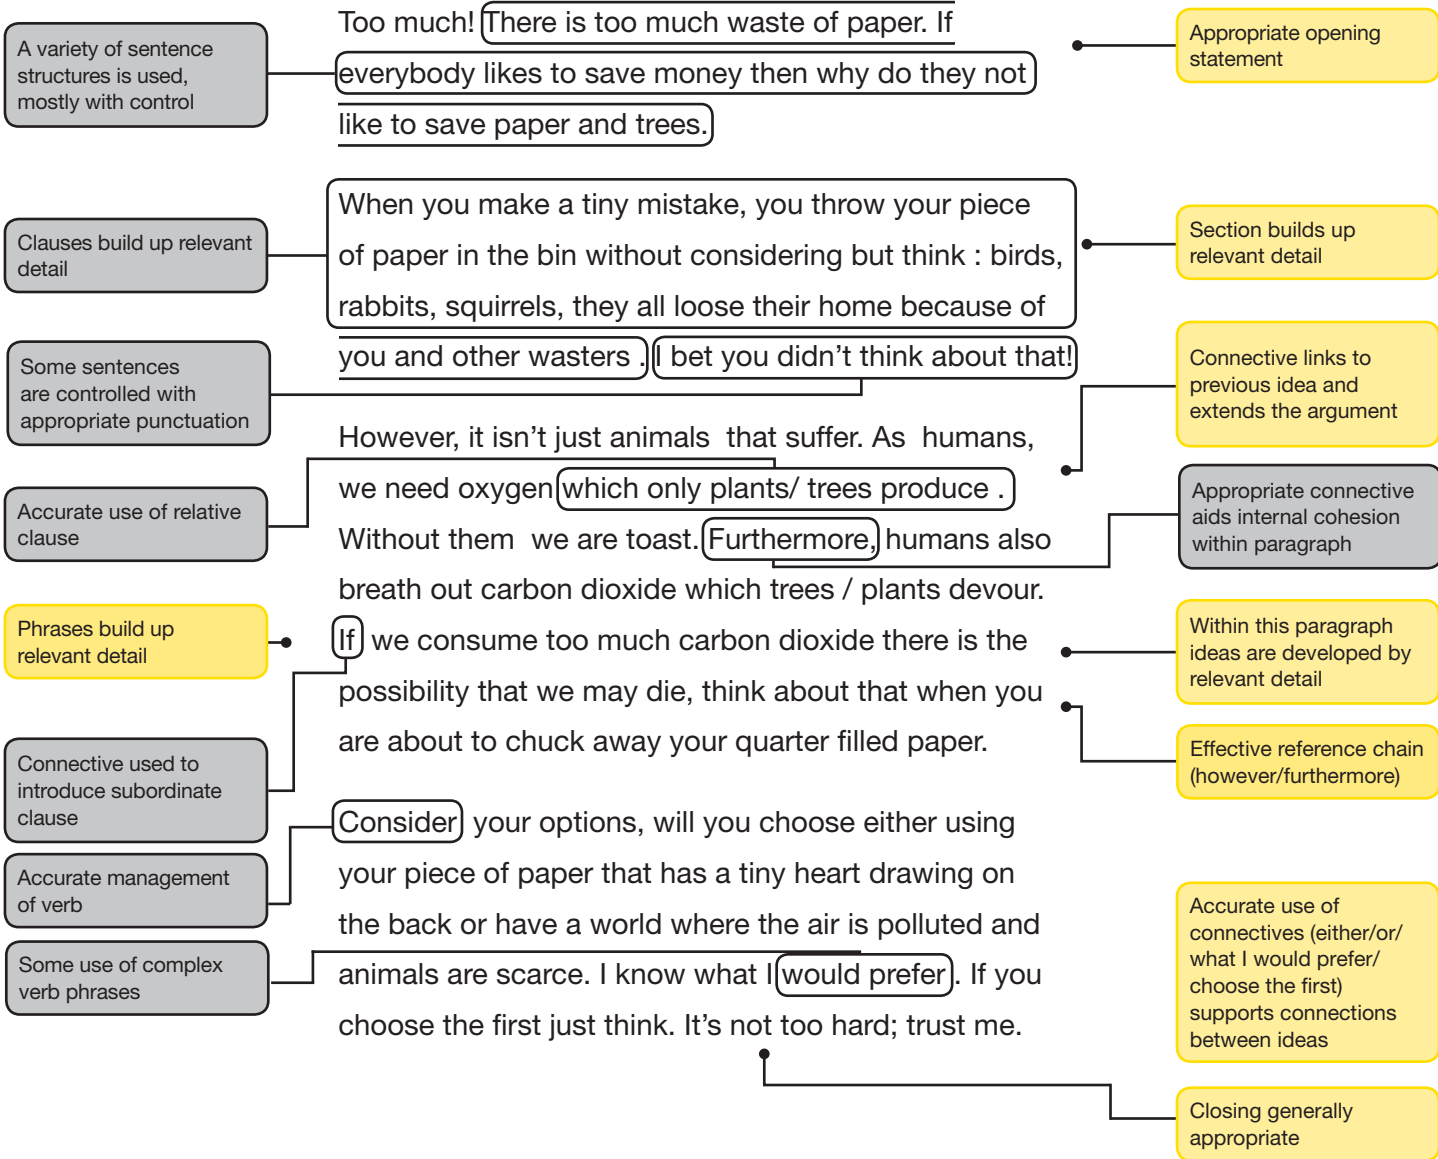 Too much! There is too much waste of paper. If
everybody likes to save money then why do they not
like to save paper and trees.
When you make a tiny mistake, you throw your piece
of paper in the bin without considering but think : birds,
rabbits, squirrels, they all loose their home because of
you and other wasters . I bet you didn't think about that!
However, it isn't just animals  that suffer. As  humans,
we need oxygen which only plants/ trees produce .
Without them  we are toast. Furthermore, humans also
breath out carbon dioxide which trees / plants devour.
If we consume too much carbon dioxide there is the
possibility that we may die, think about that when you
are about to chuck away your quarter filled paper.
Consider your options, will you choose either using
your piece of paper that has a tiny heart drawing on
the back or have a world where the air is polluted and
animals are scarce. I know what I would prefer . If you
choose the first just think. It's not too hard; trust me.
A variety of sentence
structures is used,
mostly with control
Clauses build up relevant
detail
Some sentences
are controlled with
appropriate punctuation
Accurate use of relative
clause
Phrases build up
relevant detail
Connective used to
introduce subordinate
clause
Accurate management
of verb
Some use of complex
verb phrases
Appropriate opening
statement
Section builds up
relevant detail
Connective links to
previous idea and
extends the argument
Appropriate connective
aids internal cohesion
within paragraph
Within this paragraph
ideas are developed by
relevant detail
Effective reference chain
(however/furthermore)
Accurate use of
connectives (either/or/
what I would prefer/
choose the first)
supports connections
between ideas
Closing generally
appropriate